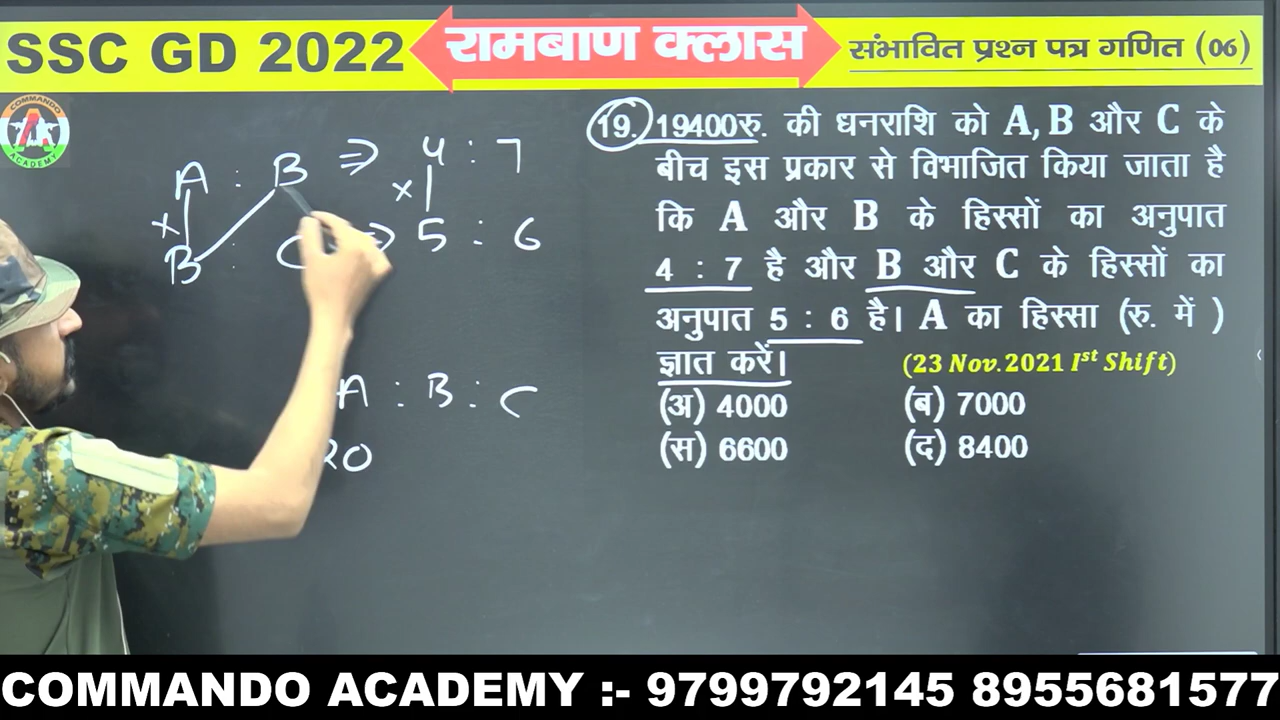 SSC GD 2022
रामबाण क्लास
संभावित प्रश्न पत्र गणित (06)
COMMANDO
ACADEMY
A : B ⇒ 4 : 7
× ×
B : C ⇒ 5 : 6
A : B : C
20
19. 19400रु. की धनराशि को A, B और C के
बीच इस प्रकार से विभाजित किया जाता है
कि A और B के हिस्सों का अनुपात
4 : 7 है और B और C के हिस्सों का
अनुपात 5 : 6 है। A का हिस्सा (रु. में )
ज्ञात करें।
(23 Nov.2021 Ist Shift)
(अ) 4000 (ब) 7000
(स) 6600 (द) 8400
COMMANDO ACADEMY :- 9799792145 8955681577